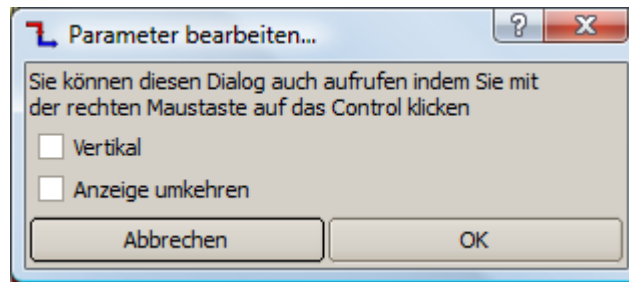 Parameter bearbeiten...
Sie können diesen Dialog auch aufrufen indem Sie mit
der rechten Maustaste auf das Control klicken
Vertikal
Anzeige umkehren
Abbrechen OK